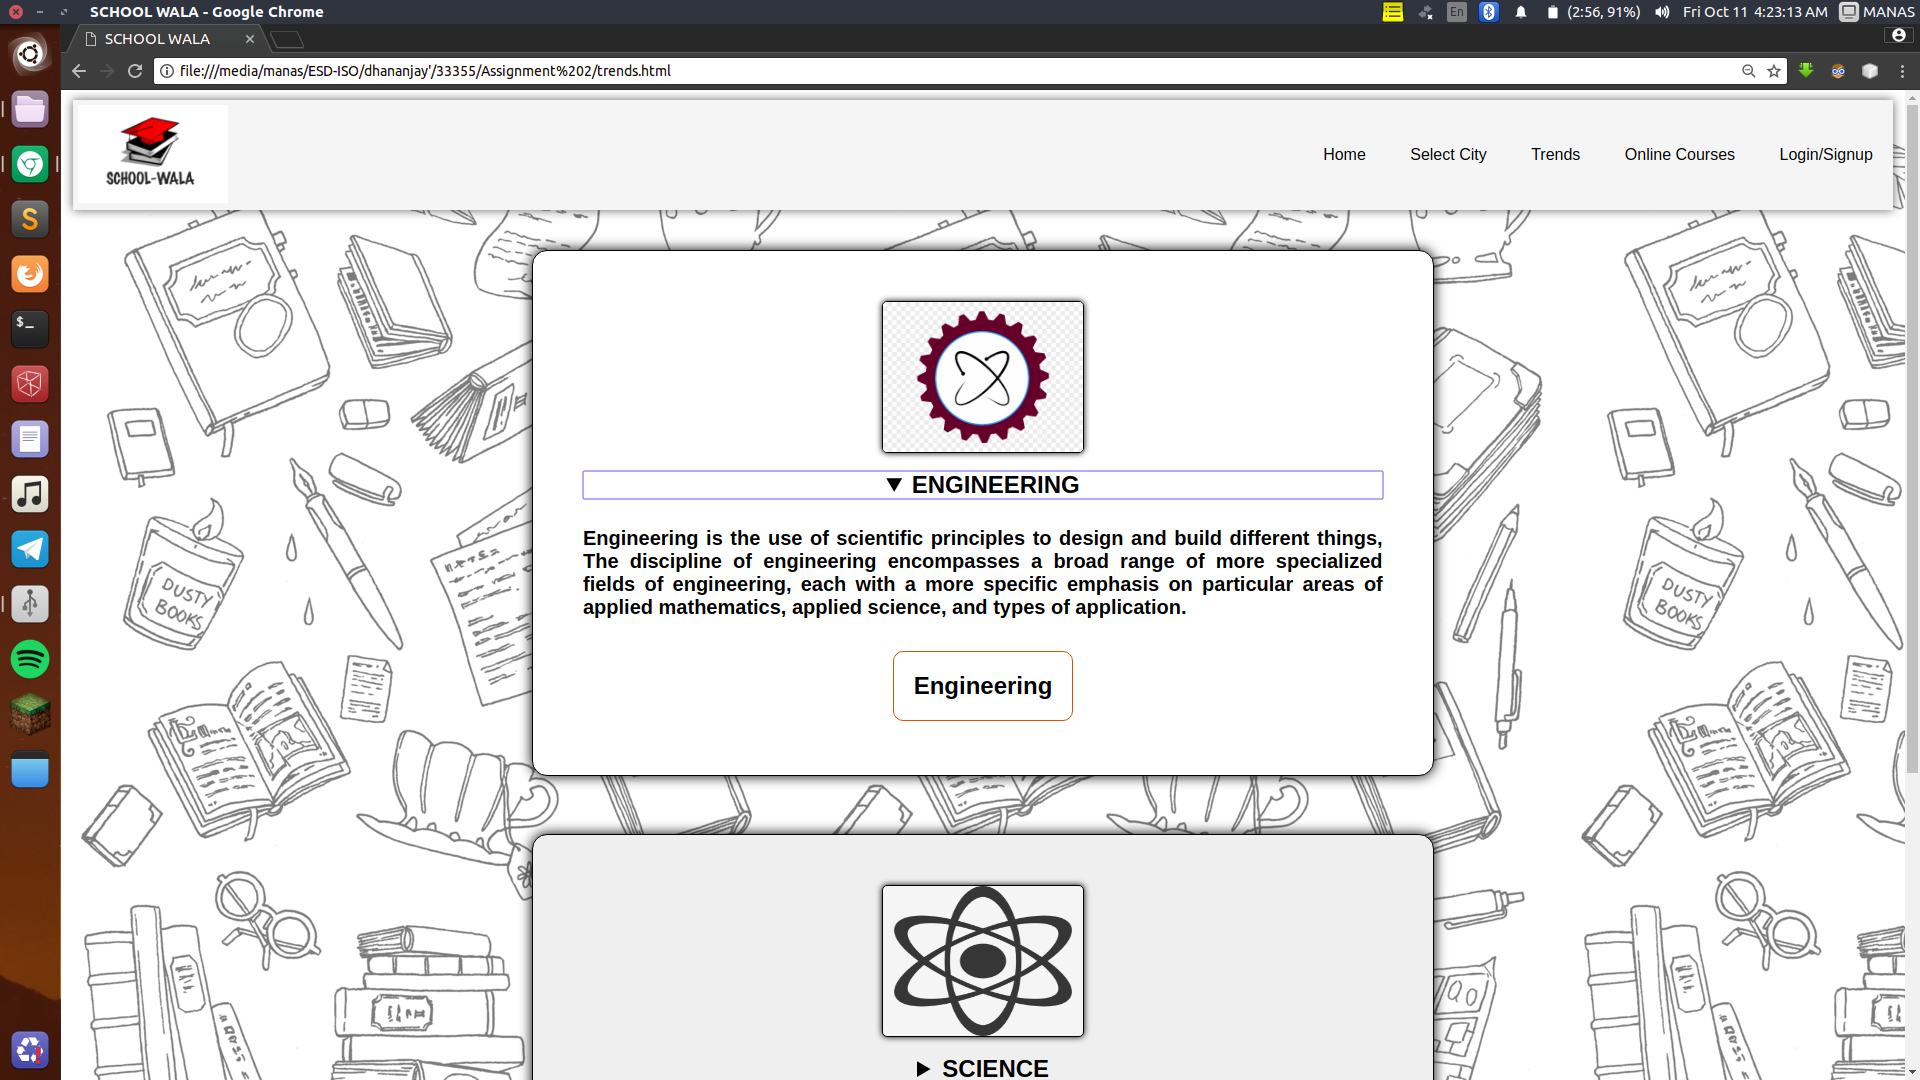 SCHOOL WALA - Google Chrome
En
(2:56, 91%)
Fri Oct 11 4:23:13 AM
MANAS
SCHOOL WALA
file:///media/manas/ESD-ISO/dhananjay'/33355/Assignment%202/trends.html
SCHOOL-WALA
Home
Select City
Trends
Online Courses
Login/Signup
▼ ENGINEERING
Engineering is the use of scientific principles to design and build different things,
The discipline of engineering encompasses a broad range of more specialized
fields of engineering, each with a more specific emphasis on particular areas of
applied mathematics, applied science, and types of application.
Engineering
DUSTY
BOOKS
DUSTY
BOOKS
▶ SCIENCE